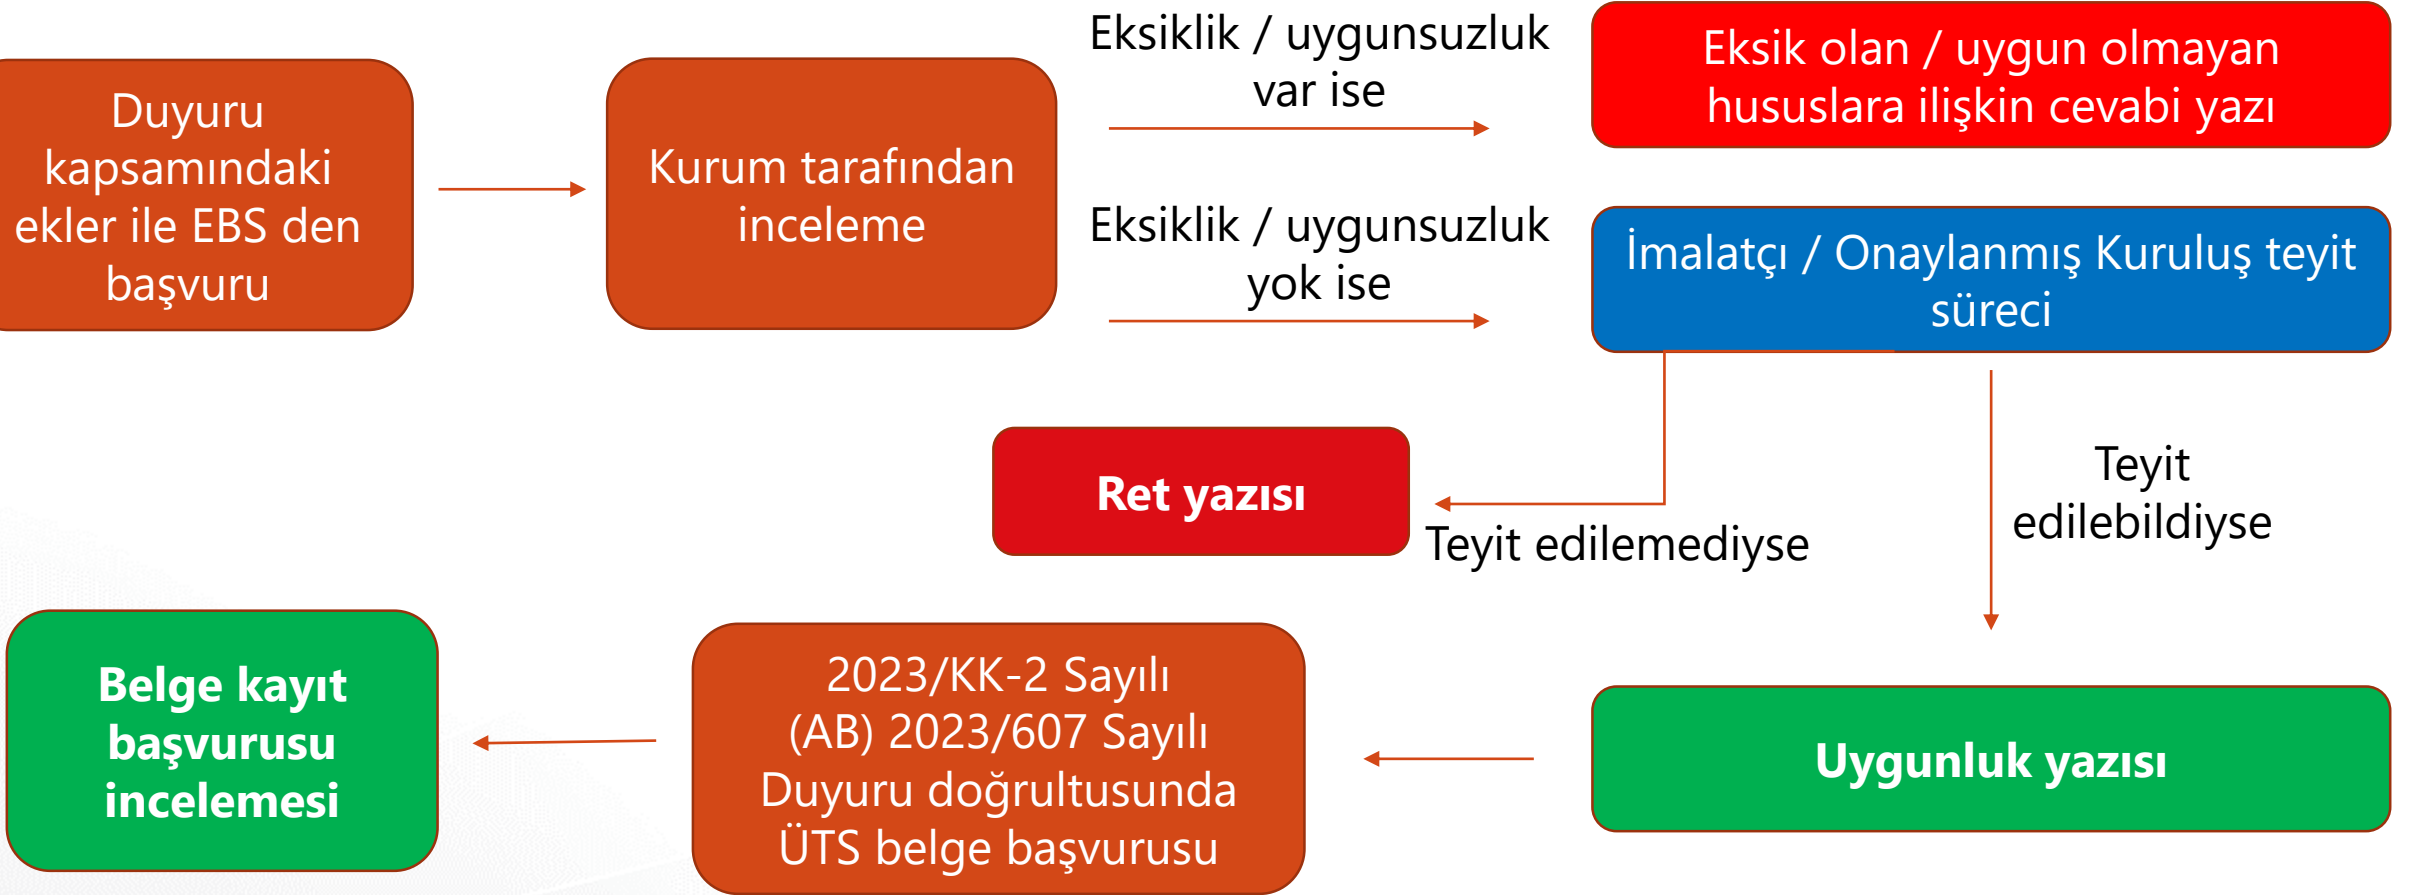 Duyuru
kapsamındaki
ekler ile EBS den
başvuru
Kurum tarafından
inceleme
Eksiklik / uygunsuzluk
var ise
Eksik olan / uygun olmayan
hususlara ilişkin cevabi yazı
Eksiklik / uygunsuzluk
yok ise
İmalatçı / Onaylanmış Kuruluş teyit
süreci
Ret yazısı
Teyit edilemediyse
Teyit
edilebildiyse
Uygunluk yazısı
2023/KK-2 Sayılı
(AB) 2023/607 Sayılı
Duyuru doğrultusunda
ÜTS belge başvurusu
Belge kayıt
başvurusu
incelemesi